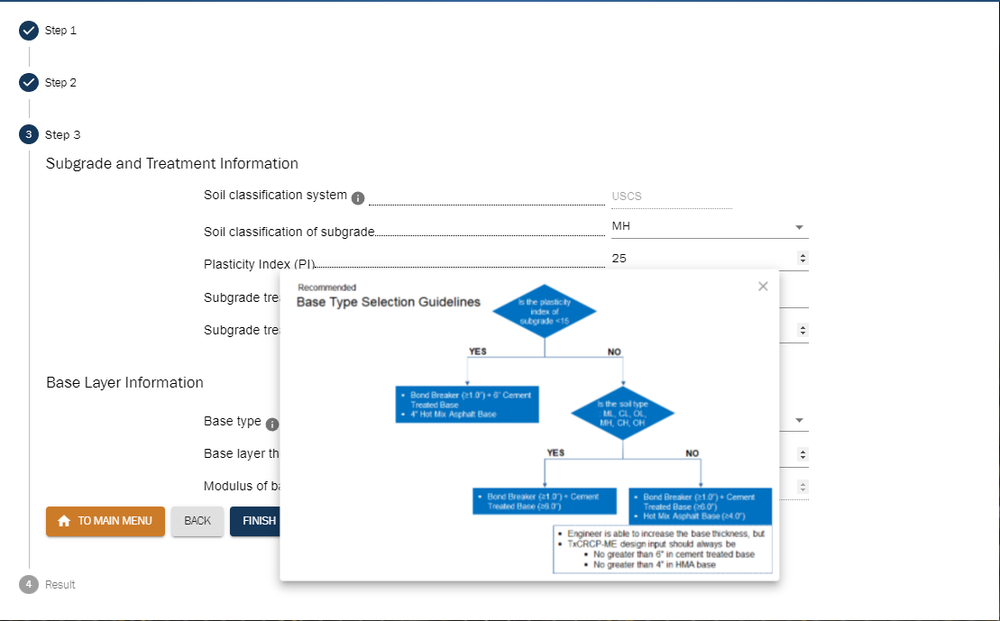 Step 1
Step 2
3 Step 3
Subgrade and Treatment Information
Soil classification system USCS
Soil classification of subgrade MH
Plasticity Index (PI) 25
Subgrade tre
Subgrade tre
Base Layer Information
Base type
Base layer th
Modulus of ba
TO MAIN MENU BACK FINISH
4 Result
Recommended
Base Type Selection Guidelines
Is the plasticity
index of
subgrade <15
YES NO
• Bond Breaker (≥1.0") + 6" Cement
Treated Base
• 4" Hot Mix Asphalt Base
Is the soil type
: ML, CL, OL,
MH, CH, OH
YES NO
• Bond Breaker (≥1.0") + Cement
Treated Base (≥6.0")
• Bond Breaker (≥1.0") + Cement
Treated Base (≥6.0")
• Hot Mix Asphalt Base (≥4.0")
• Engineer is able to increase the base thickness, but
• TxCRCP-ME design input should always be
• No greater than 6" in cement treated base
• No greater than 4" in HMA base